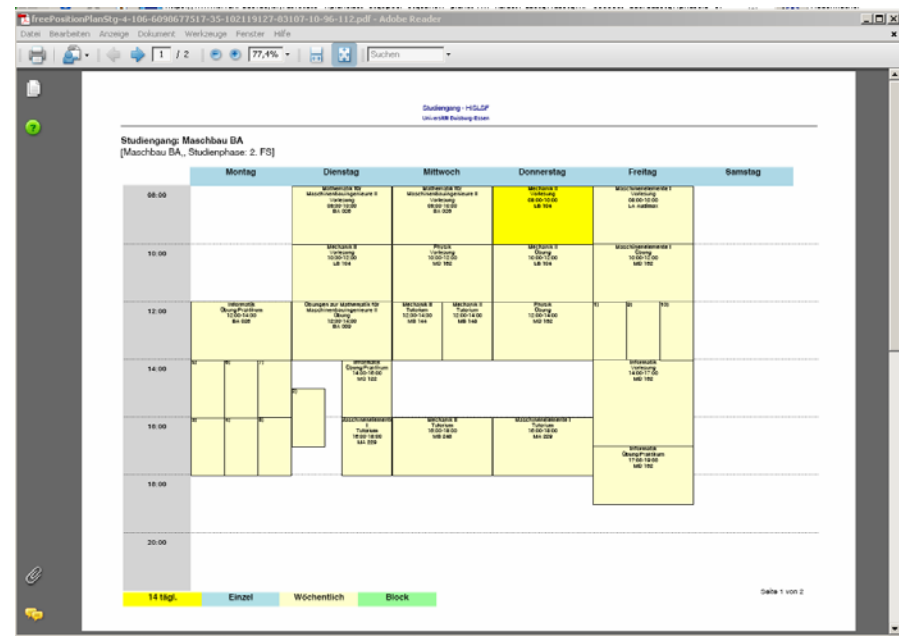 freePositionPlanStg-4-106-6098677517-35-102119127-83107-10-96-112.pdf - Adobe Reader
Datei Bearbeiten Anzeige Dokument Werkzeuge Fenster Hilfe
1 / 2 77,4% Suchen
Studiengang - HISLSF
Universität Duisburg-Essen
Studiengang: Maschbau BA
[Maschbau BA,, Studienphase: 2. FS]
Montag Dienstag Mittwoch Donnerstag Freitag Samstag
08:00
Mathematik für
Maschinenbauingenieure II
Vorlesung
08:00-10:00
Mathematik für
Maschinenbauingenieure II
Vorlesung
08:00-10:00
Mechanik II
Vorlesung
08:00-10:00
LB 104
Maschinenelemente I
Vorlesung
08:00-10:00
LA Audimax
10:00
Mechanik II
Vorlesung
10:00-12:00
LB 104
Physik
Vorlesung
10:00-12:00
MD 162
Mechanik II
Übung
10:00-12:00
LB 104
Maschinenelemente I
Übung
10:00-12:00
MD 162
12:00
Informatik
Übung/Praktikum
12:00-14:00
Übungen zur Mathematik für
Maschinenbauingenieure II
Übung
12:00-14:00
Mechanik II
Tutorium
12:00-14:00
MB 144
Mechanik II
Tutorium
12:00-14:00
Physik
Übung
12:00-14:00
MD 162
14:00
Informatik
Übung/Praktikum
14:00-16:00
Informatik
Vorlesung
14:00-17:00
MD 162
16:00
Maschinenelemente
I
Tutorium
16:00-18:00
Mechanik II
Tutorium
16:00-18:00
Maschinenelemente I
Tutorium
16:00-18:00
Informatik
Übung/Praktikum
17:00-19:00
MD 162
18:00
20:00
14 tägl. Einzel Wöchentlich Block
Seite 1 von 2